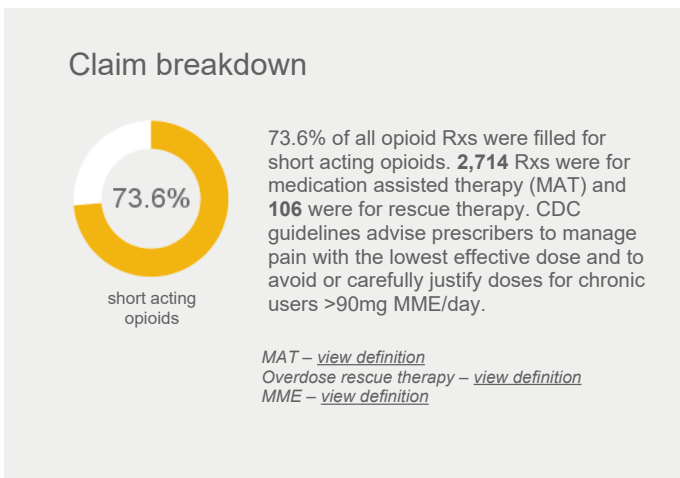 Claim breakdown
73.6%
short acting
opioids
73.6% of all opioid Rxs were filled for
short acting opioids. 2,714 Rxs were for
medication assisted therapy (MAT) and
106 were for rescue therapy. CDC
guidelines advise prescribers to manage
pain with the lowest effective dose and to
avoid or carefully justify doses for chronic
users >90mg MME/day.
MAT – view definition
Overdose rescue therapy – view definition
MME – view definition